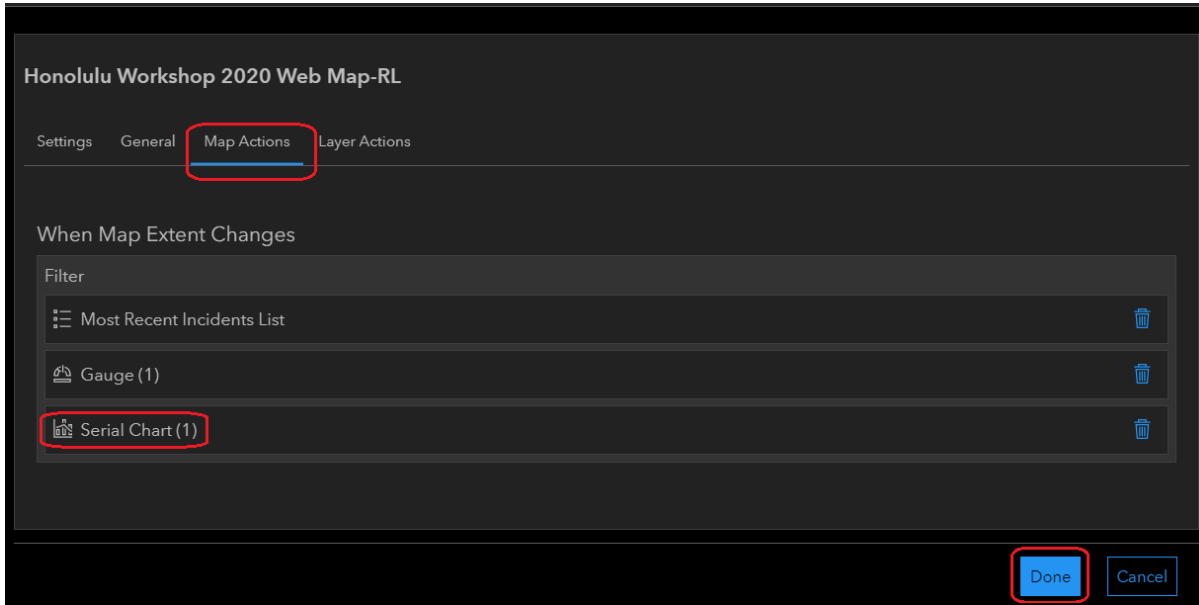 Honolulu Workshop 2020 Web Map-RL
Settings General Map Actions Layer Actions
When Map Extent Changes
Filter
Most Recent Incidents List
Gauge (1)
Serial Chart (1)
Done Cancel